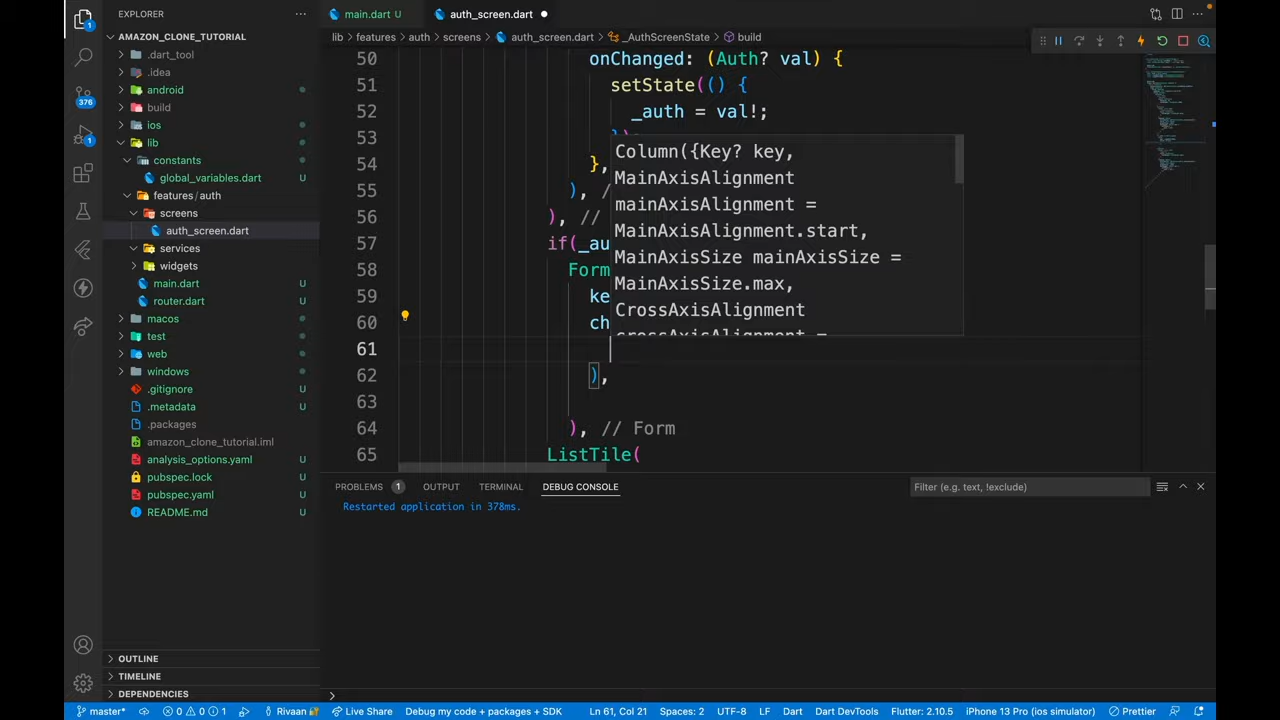 EXPLORER
AMAZON_CLONE_TUTORIAL
.dart_tool
.idea
android
build
ios
lib
constants
global_variables.dart U
features/auth
screens
auth_screen.dart
services
widgets
main.dart U
router.dart U
macos
test
web
windows
.gitignore U
.metadata U
.packages
amazon_clone_tutorial.iml
analysis_options.yaml U
pubspec.lock U
pubspec.yaml U
README.md U
OUTLINE
TIMELINE
DEPENDENCIES
376
1
1
main.dart U
auth_screen.dart
lib > features > auth > screens > auth_screen.dart > _AuthScreenState > build
50 onChanged: (Auth? val) {
51 setState(() {
52 _auth = val!;
53 });
54 },
55 ), //
56 ), //
57 if(_au
58 Form
59 ke
60 ch
61
62 ),
63
64 ), // Form
65 ListTile(
Column({Key? key,
MainAxisAlignment
mainAxisAlignment =
MainAxisAlignment.start,
MainAxisSize mainAxisSize =
MainAxisSize.max,
CrossAxisAlignment
crossAxisAlignment =
PROBLEMS 1 OUTPUT TERMINAL DEBUG CONSOLE
Filter (e.g. text, !exclude)
Restarted application in 378ms.
master* 0 0 1 Rivaan Live Share Debug my code + packages + SDK Ln 61, Col 21 Spaces: 2 UTF-8 LF Dart Dart DevTools Flutter: 2.10.5 iPhone 13 Pro (ios simulator) Prettier